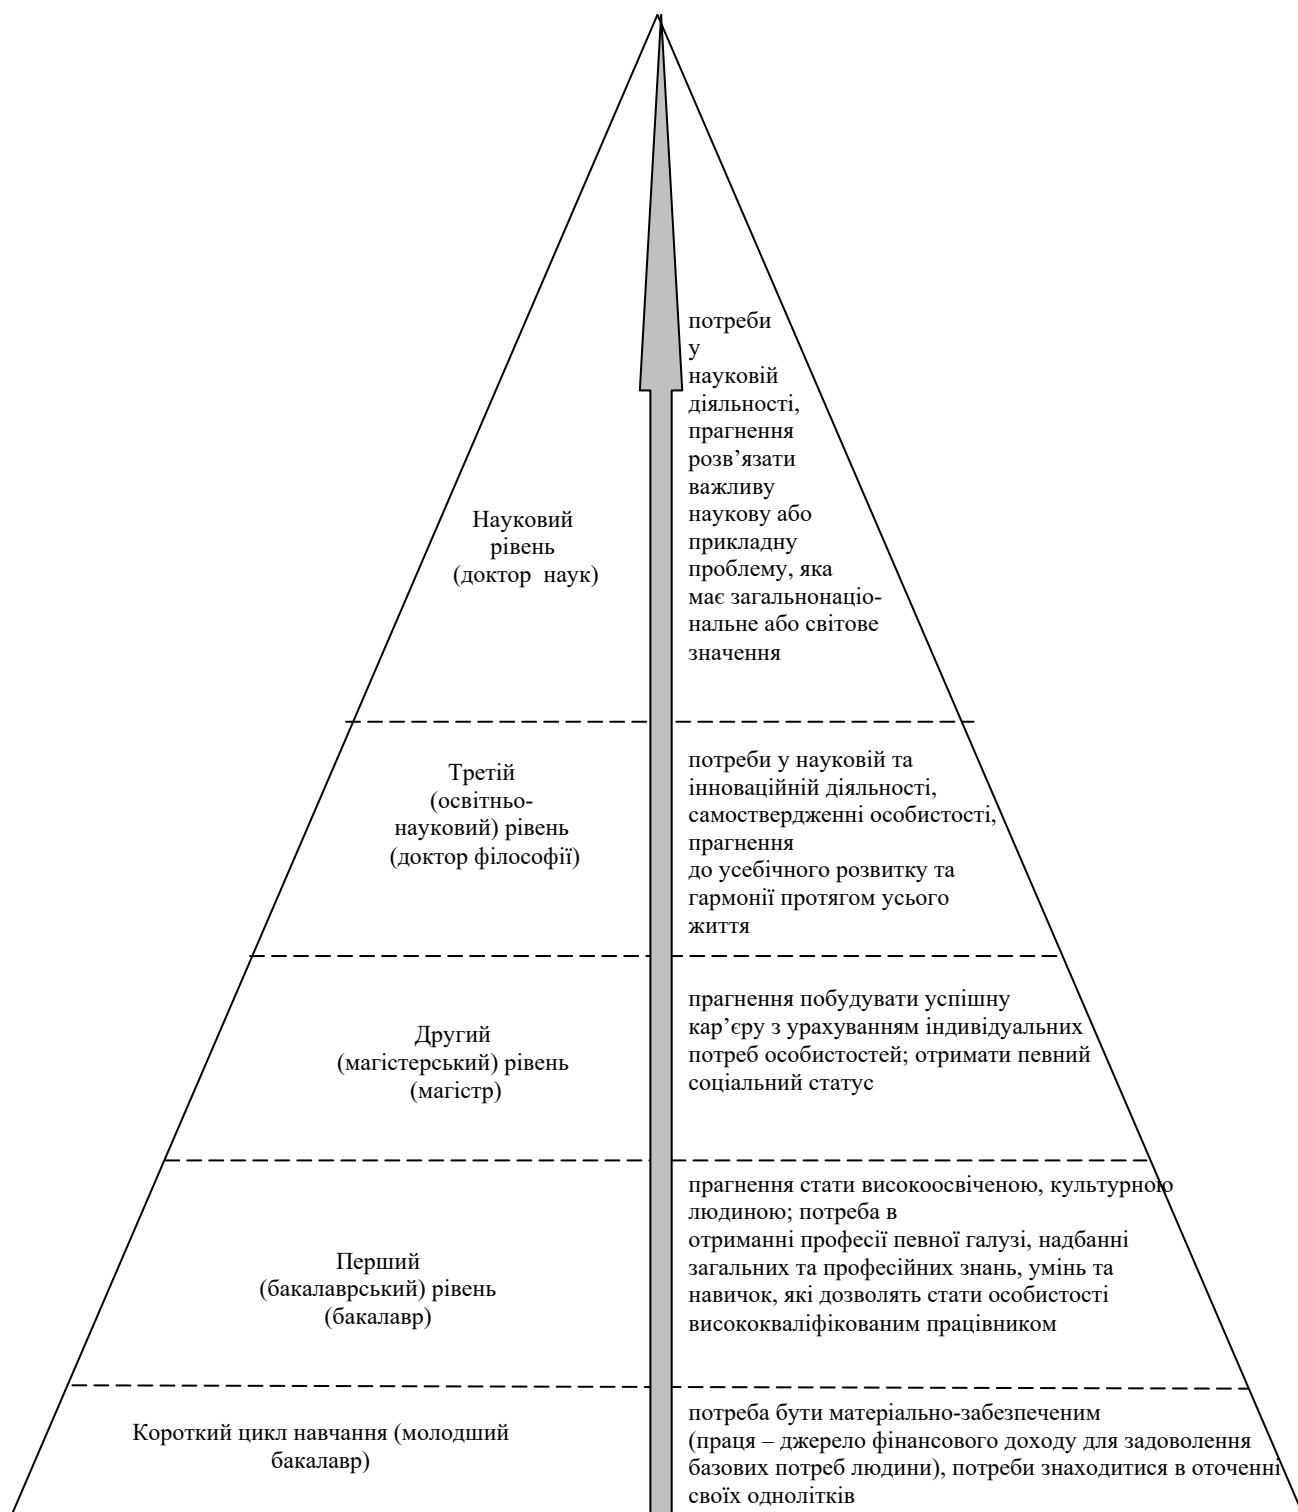 потреби
у
науковій
діяльності,
прагнення
розв’язати
важливу
наукову або
прикладну
проблему, яка
має загальнонаціо-
нальне або світове
значення
Науковий
рівень
(доктор наук)
Третій
(освітньо-
науковий) рівень
(доктор філософії)
потреби у науковій та
інноваційній діяльності,
самоствердженні особистості,
прагнення
до усебічного розвитку та
гармонії протягом усього
життя
Другий
(магістерський) рівень
(магістр)
прагнення побудувати успішну
кар’єру з урахуванням індивідуальних
потреб особистостей; отримати певний
соціальний статус
Перший
(бакалаврський) рівень
(бакалавр)
прагнення стати високоосвіченою, культурною
людиною; потреба в
отриманні професії певної галузі, надбанні
загальних та професійних знань, умінь та
навичок, які дозволять стати особистості
висококваліфікованим працівником
Короткий цикл навчання (молодший
бакалавр)
потреба бути матеріально-забезпеченим
(праця – джерело фінансового доходу для задоволення
базових потреб людини), потреби знаходитися в оточенні
своїх однолітків